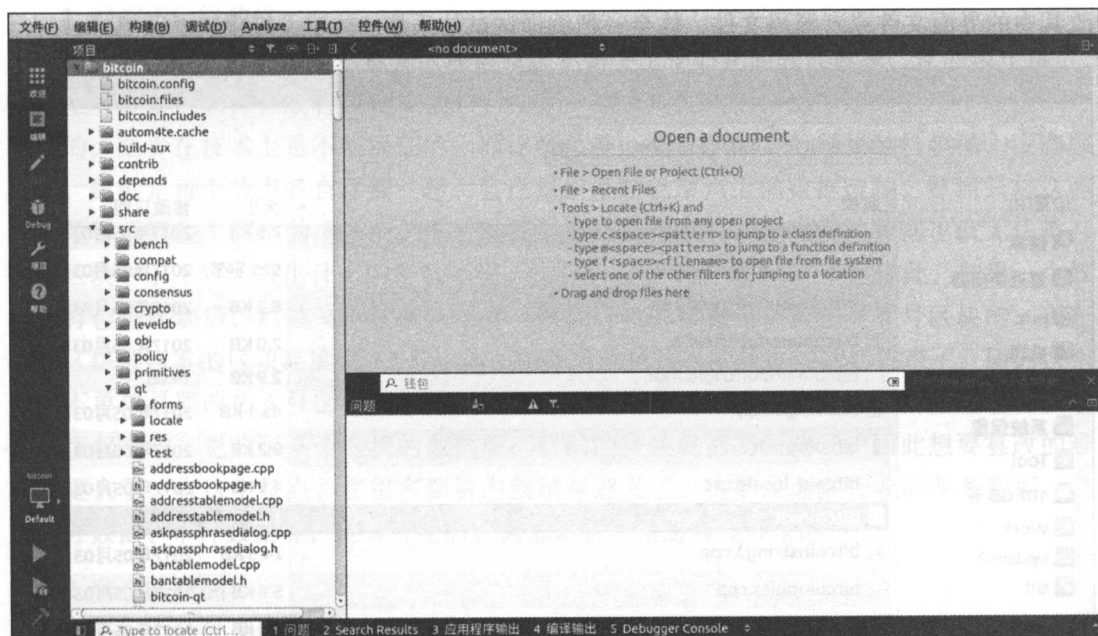 文件(F) 编辑(E) 构建(B) 调试(D) Analyze 工具(T) 控件(W) 帮助(H)
项目
<no document>
欢迎
编辑
Debug
项目
帮助
bitcoin
Default
bitcoin
bitcoin.config
bitcoin.files
bitcoin.includes
autom4te.cache
build-aux
contrib
depends
doc
share
src
bench
compat
config
consensus
crypto
leveldb
obj
policy
primitives
qt
forms
locale
res
test
addressbookpage.cpp
addressbookpage.h
addresstablemodel.cpp
addresstablemodel.h
askpassphrasedialog.cpp
askpassphrasedialog.h
bantablemodel.cpp
bantablemodel.h
bitcoin-qt
Open a document
• File > Open File or Project (Ctrl+O)
• File > Recent Files
• Tools > Locate (Ctrl+K) and
- type to open file from any open project
- type c<space><pattern> to jump to a class definition
- type m<space><pattern> to jump to a function definition
- type f<space><filename> to open file from file system
- select one of the other filters for jumping to a location
• Drag and drop files here
钱包
问题
Type to locate (Ctrl... 1 问题 2 Search Results 3 应用程序输出 4 编译输出 5 Debugger Console